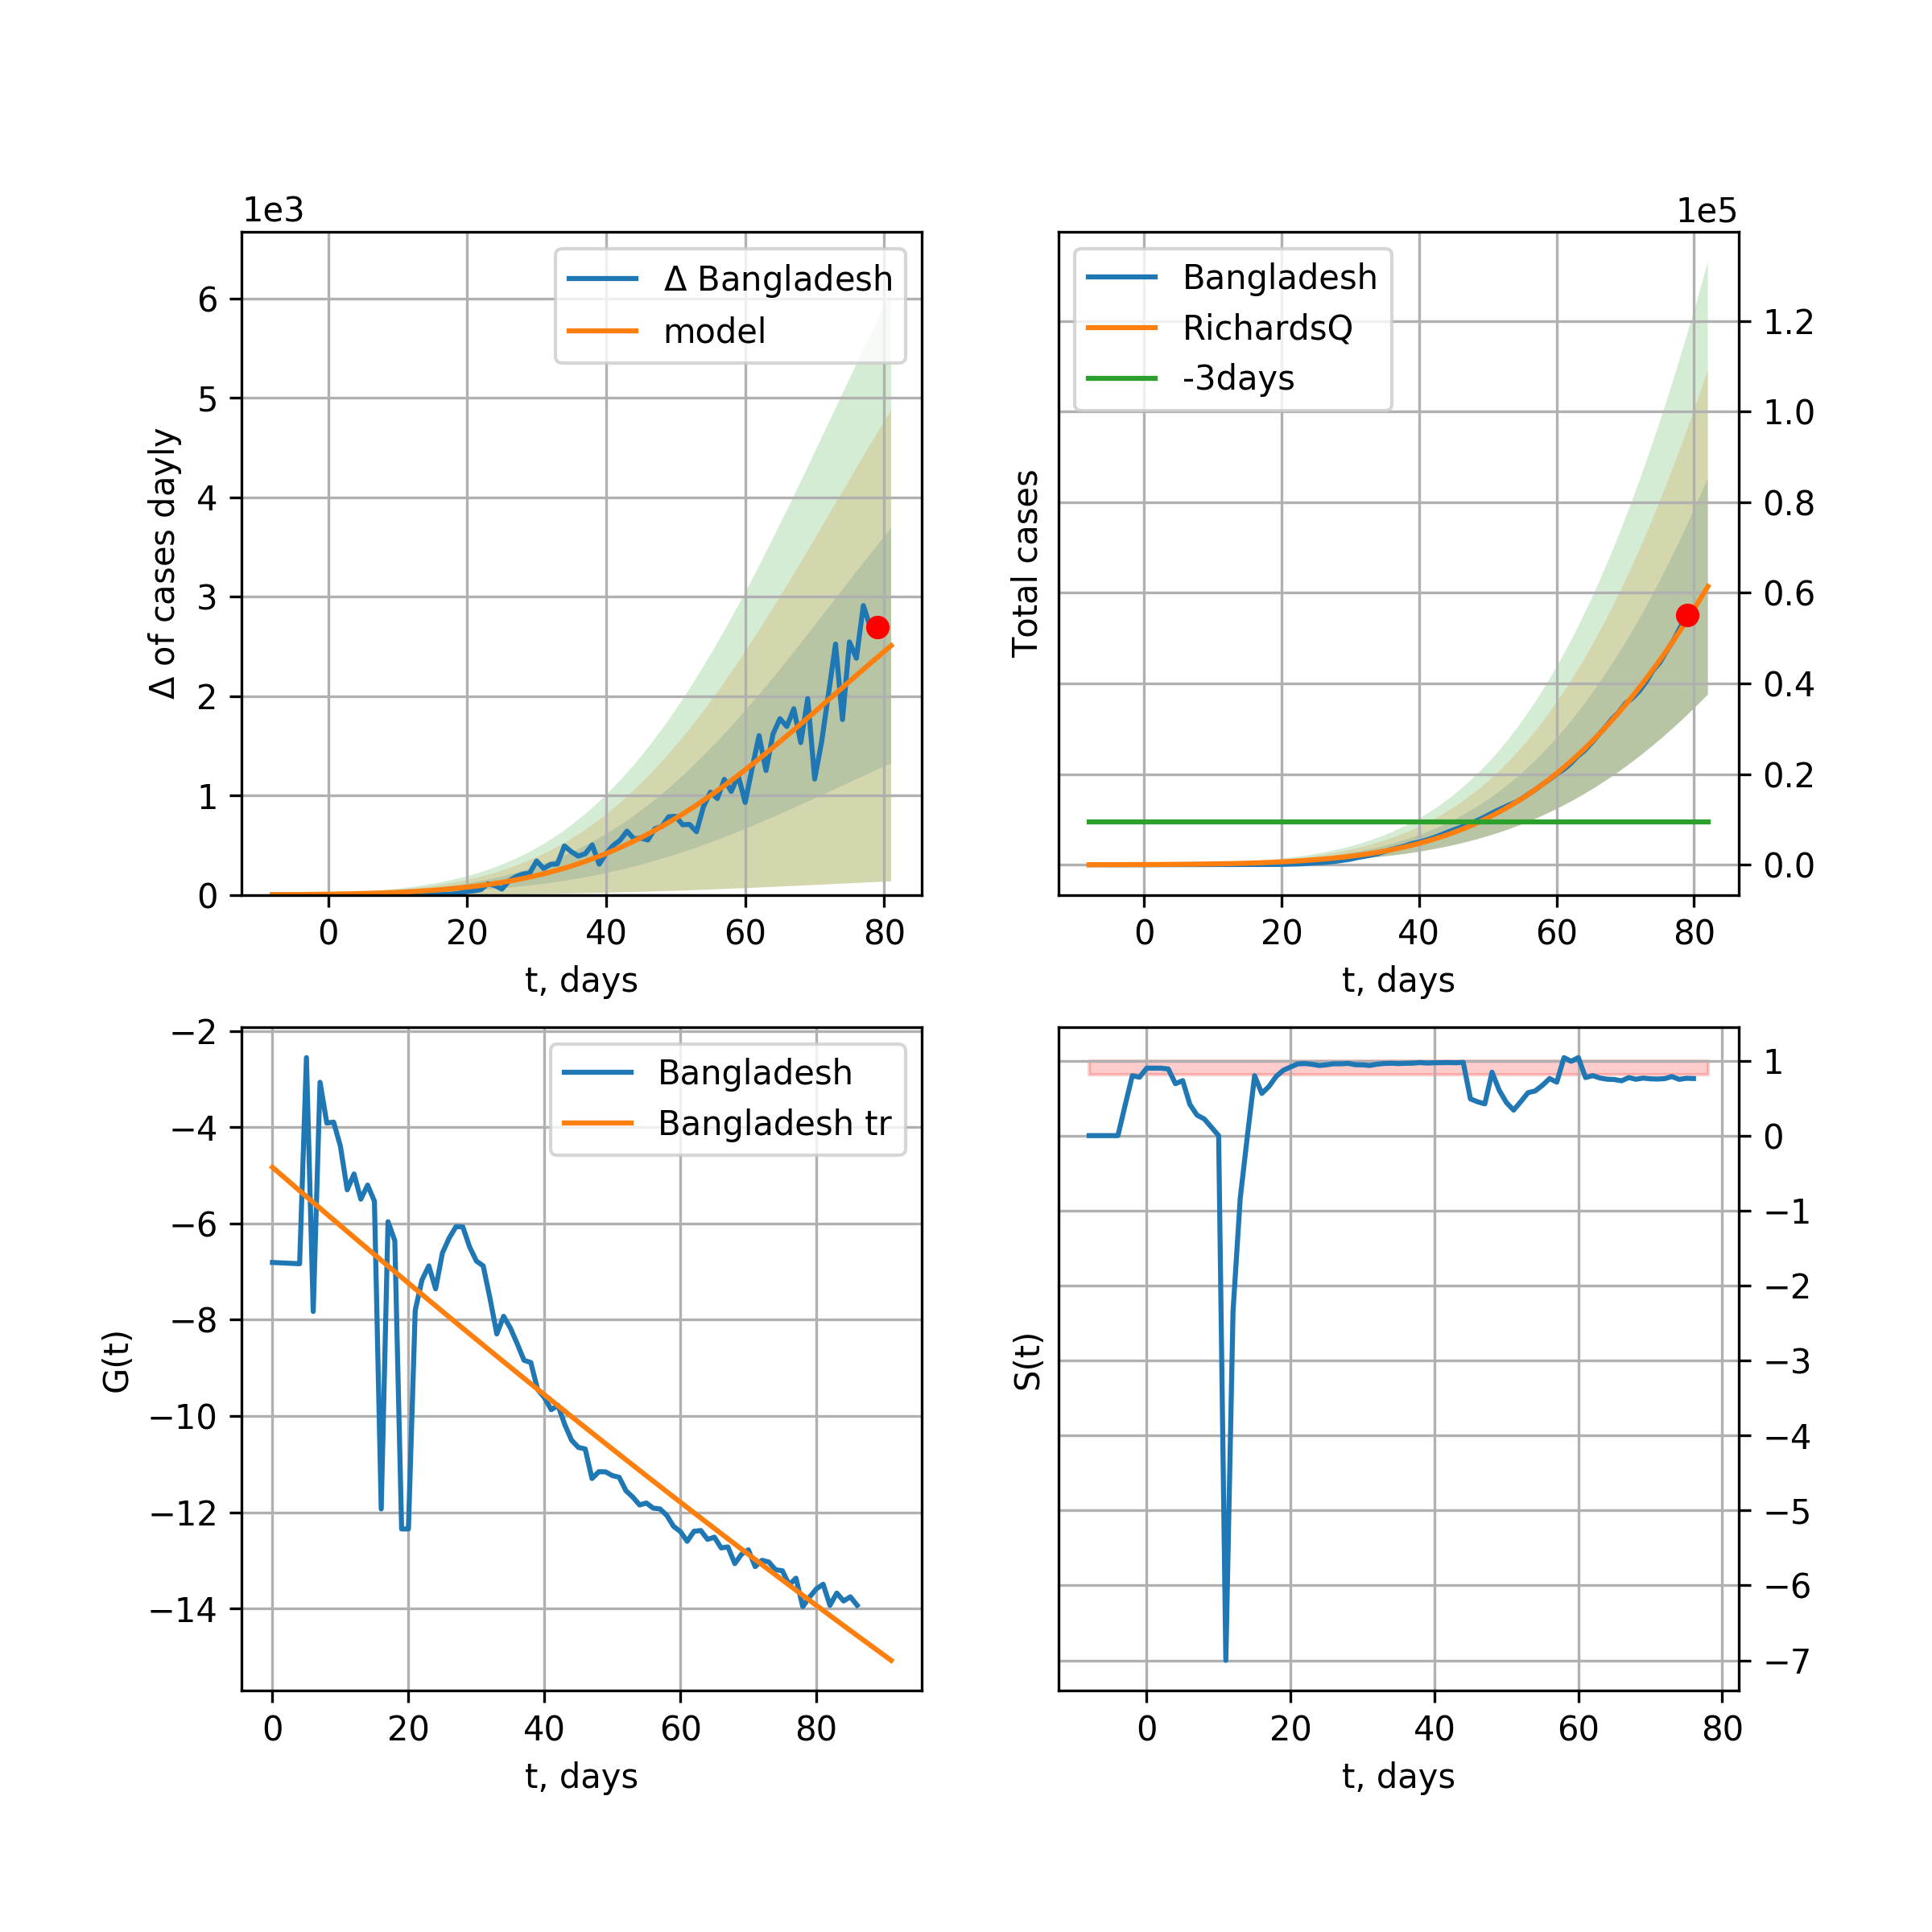 1e3
Δ of cases dayly
6
5
4
3
2
1
0
Δ Bangladesh
model
0 20 40 60 80
t, days
1e5
Total cases
Bangladesh
RichardsQ
-3days
1.2
1.0
0.8
0.6
0.4
0.2
0.0
0 20 40 60 80
t, days
G(t)
−2
−4
−6
−8
−10
−12
−14
Bangladesh
Bangladesh tr
0 20 40 60 80
t, days
S(t)
1
0
−1
−2
−3
−4
−5
−6
−7
0 20 40 60 80
t, days